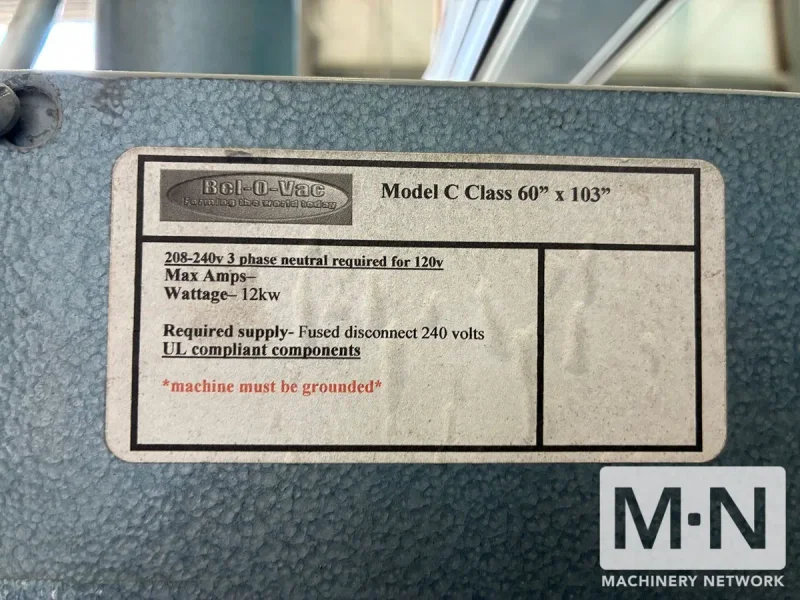 Bel-O-Vac
Forming the world today
Model C Class 60” x 103”
208-240v 3 phase neutral required for 120v
Max Amps–
Wattage– 12kw
Required supply- Fused disconnect 240 volts
UL compliant components
*machine must be grounded*
M·N
MACHINERY NETWORK